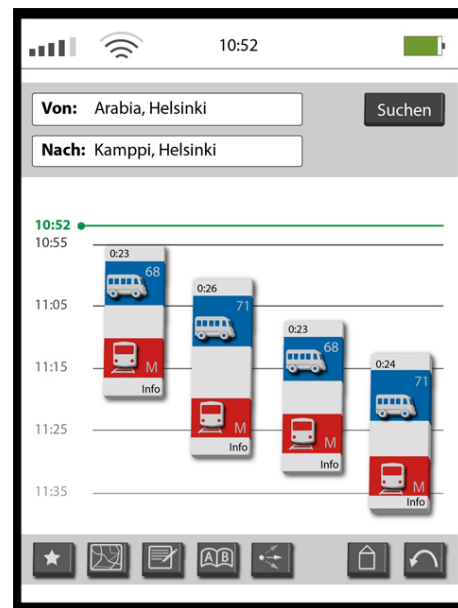 10:52
Von: Arabia, Helsinki
Suchen
Nach: Kamppi, Helsinki
10:52
10:55
0:23
68
0:26
71
11:05
0:23
68
11:15
M
0:24
Info
71
11:25
M
Info
M
Info
11:35
M
Info
A B